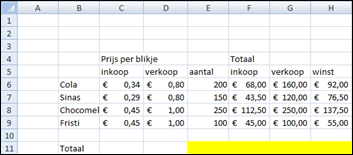 A B C D E F G H
1
2
3
4 Prijs per blikje Totaal
5 inkoop verkoop aantal inkoop verkoop winst
6 Cola € 0,34 € 0,80 200 € 68,00 € 160,00 € 92,00
7 Sinas € 0,29 € 0,80 150 € 43,50 € 120,00 € 76,50
8 Chocomel € 0,45 € 1,00 250 € 112,50 € 250,00 € 137,50
9 Fristi € 0,45 € 1,00 100 € 45,00 € 100,00 € 55,00
10
11 Totaal